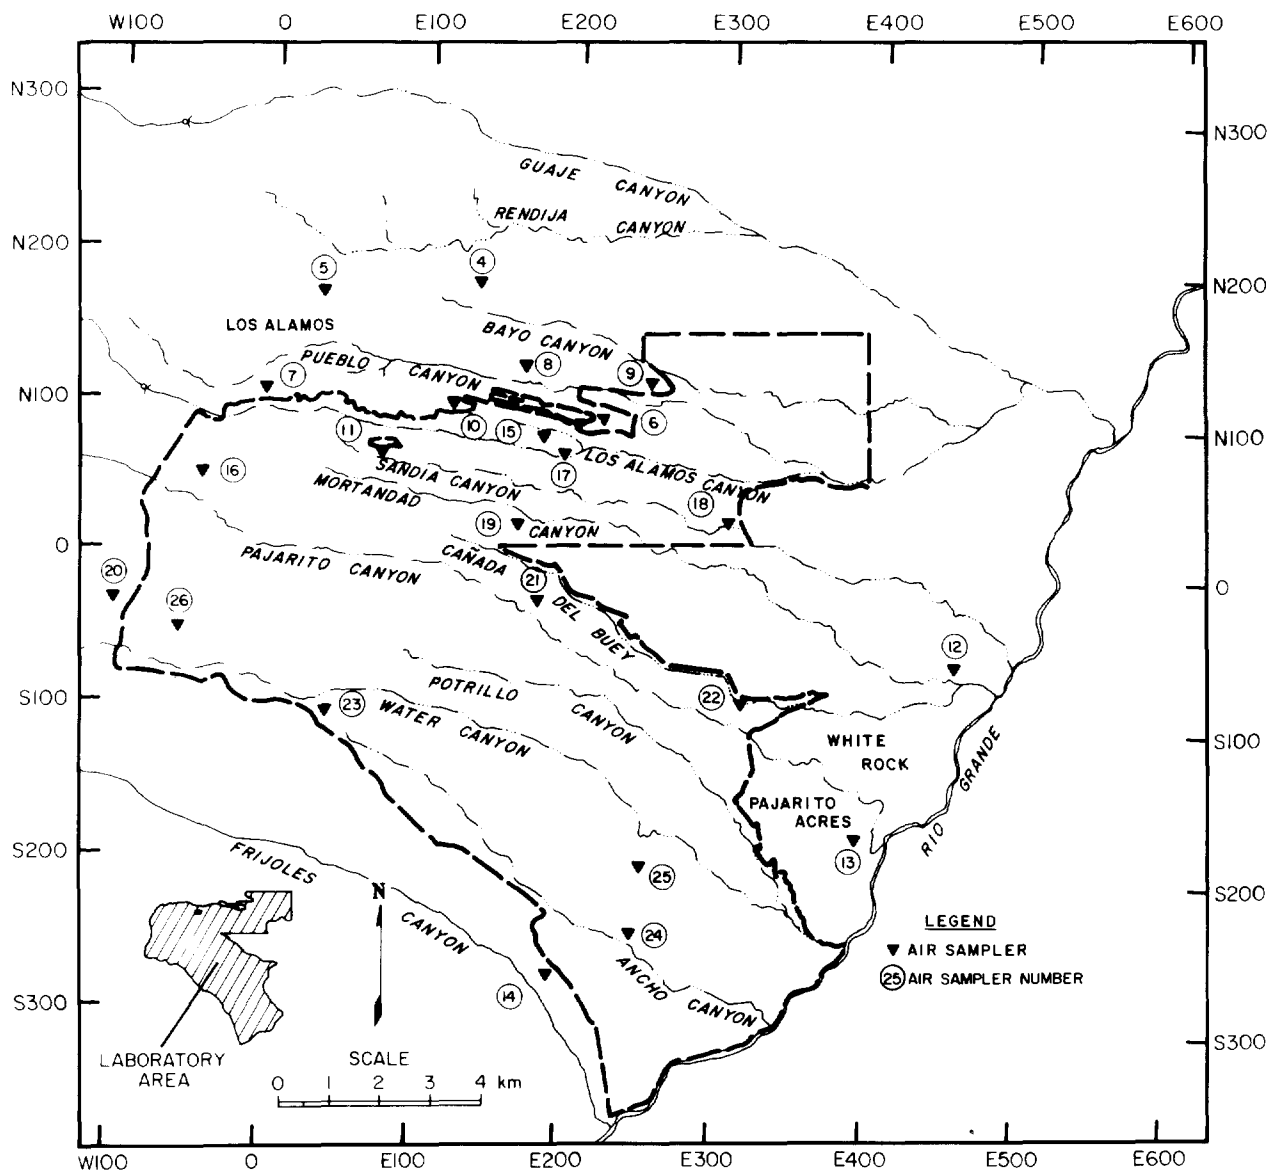 W100 0 E100 E200 E300 E400 E500 E600
N300
N300
GUAJE CANYON
RENDIJA CANYON
N200
5
4
N200
LOS ALAMOS
BAYO CANYON
PUEBLO CANYON
7
8
9
N100
11
10
15
6
N100
16
SANDIA CANYON
17
LOS ALAMOS CANYON
MORTANDAD CANYON
18
19
0
CAÑADA DEL BUEY
PAJARITO CANYON
20
21
0
26
12
S100
POTRILLO CANYON
22
23
WATER CANYON
WHITE
ROCK
S100
RIO GRANDE
PAJARITO
ACRES
S200
FRIJOLES CANYON
13
25
S200
N
LEGEND
24
AIR SAMPLER
ANCHO CANYON
25 AIR SAMPLER NUMBER
14
S300
S300
LABORATORY
AREA
SCALE
0 1 2 3 4 km
W100 0 E100 E200 E300 E400 E500 E600